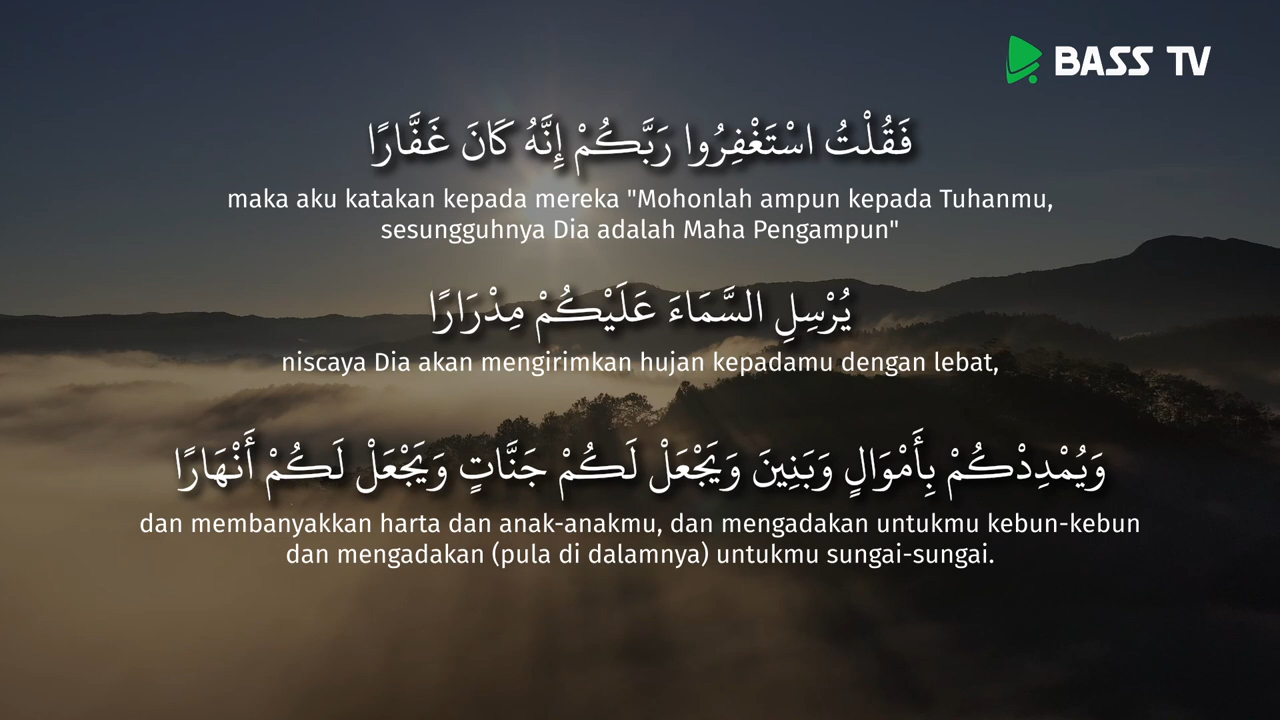 BASS TV
فَقُلْتُ اسْتَغْفِرُوا رَبَّكُمْ إِنَّهُ كَانَ غَفَّارًا
maka aku katakan kepada mereka "Mohonlah ampun kepada Tuhanmu,
sesungguhnya Dia adalah Maha Pengampun"
يُرْسِلِ السَّمَاءَ عَلَيْكُمْ مِدْرَارًا
niscaya Dia akan mengirimkan hujan kepadamu dengan lebat,
وَيُمْدِدْكُمْ بِأَمْوَالٍ وَبَنِينَ وَيَجْعَلْ لَكُمْ جَنَّاتٍ وَيَجْعَلْ لَكُمْ أَنْهَارًا
dan membanyakkan harta dan anak-anakmu, dan mengadakan untukmu kebun-kebun
dan mengadakan (pula di dalamnya) untukmu sungai-sungai.